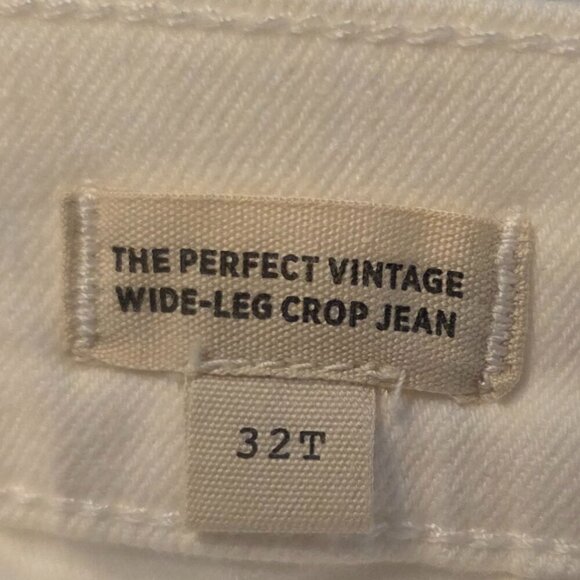 THE PERFECT VINTAGE
WIDE-LEG CROP JEAN
32T